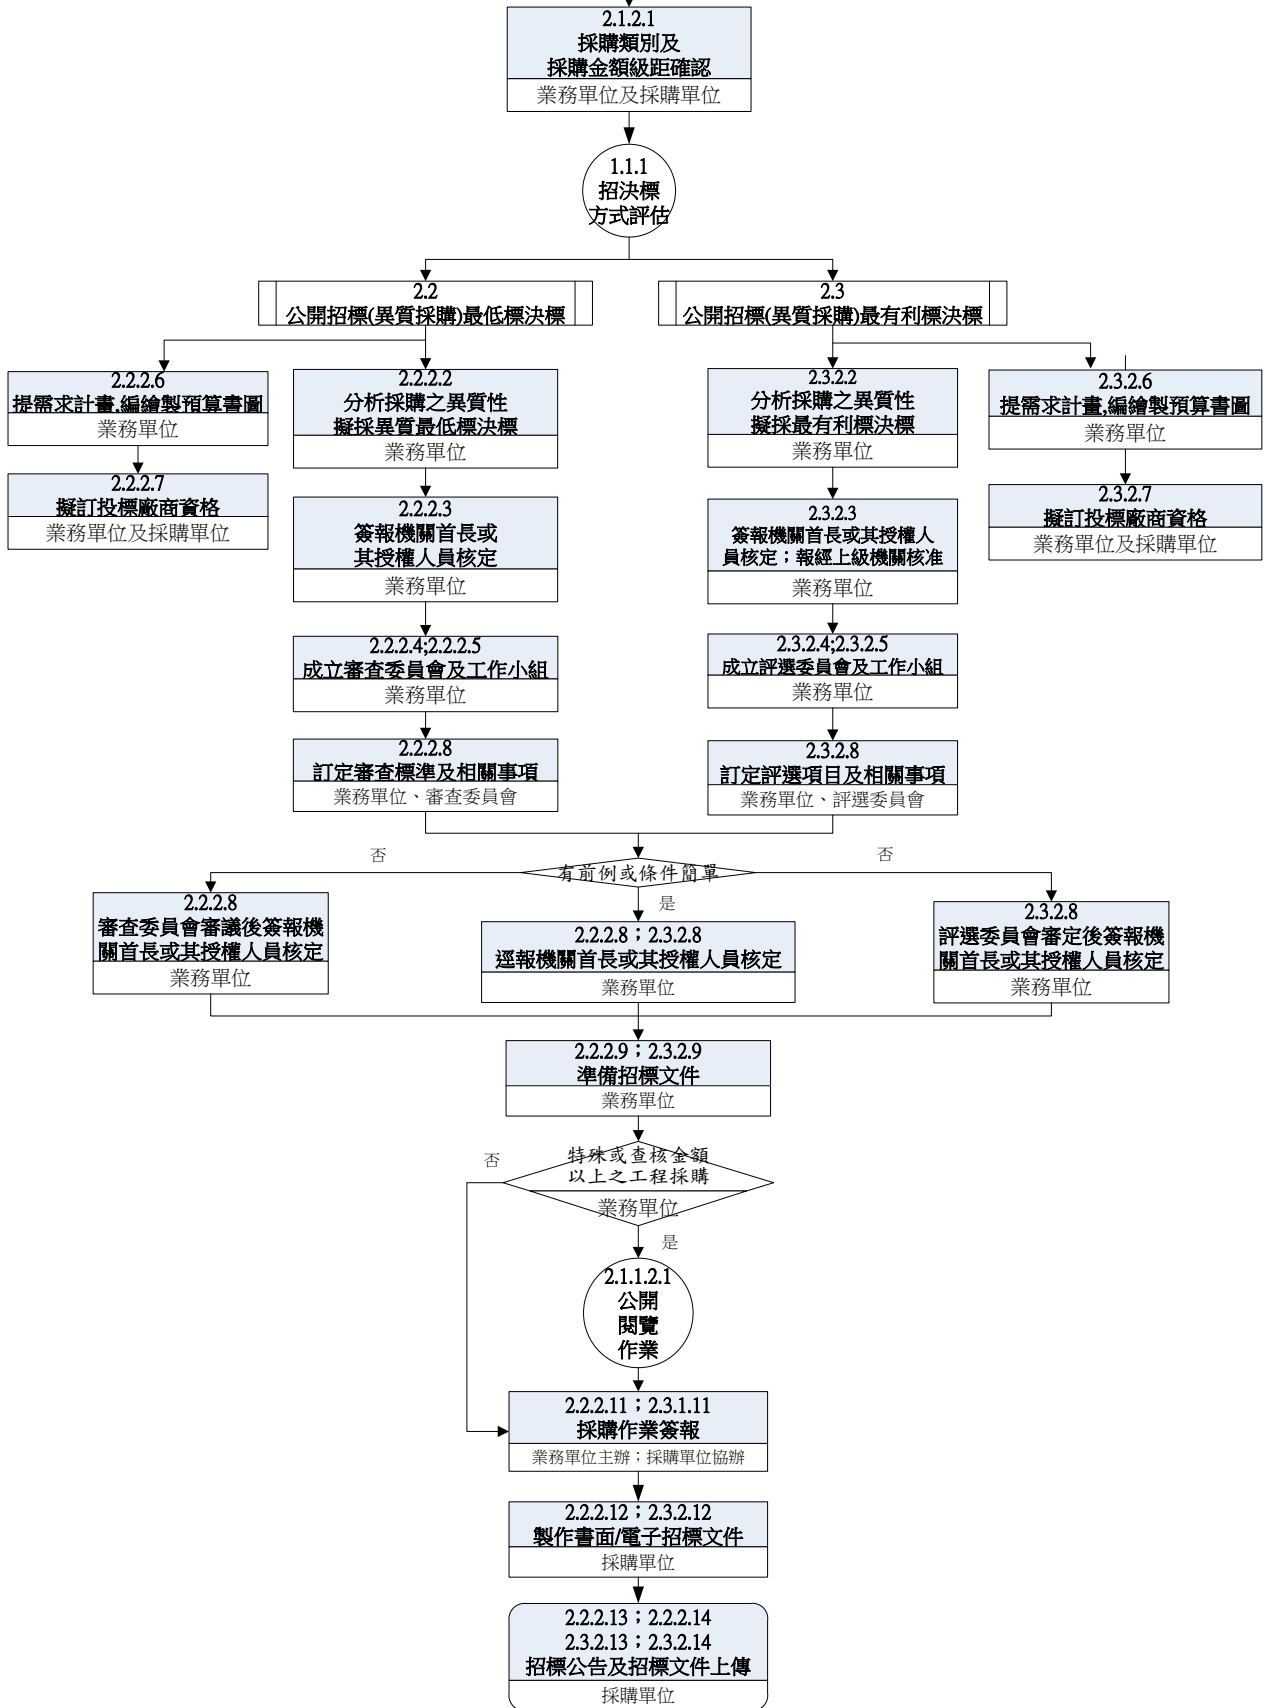 2.1.2.1
採購類別及
採購金額級距確認
業務單位及採購單位
1.1.1
招決標
方式評估
2.2
公開招標(異質採購)最低標決標
2.3
公開招標(異質採購)最有利標決標
2.2.2.6
提需求計畫,編繪製預算書圖
業務單位
2.2.2.7
擬訂投標廠商資格
業務單位及採購單位
2.2.2.2
分析採購之異質性
擬採異質最低標決標
業務單位
2.2.2.3
簽報機關首長或
其授權人員核定
業務單位
2.2.2.4;2.2.2.5
成立審查委員會及工作小組
業務單位
2.2.2.8
訂定審查標準及相關事項
業務單位、審查委員會
2.3.2.2
分析採購之異質性
擬採最有利標決標
業務單位
2.3.2.3
簽報機關首長或其授權人
員核定；報經上級機關核准
業務單位
2.3.2.4;2.3.2.5
成立評選委員會及工作小組
業務單位
2.3.2.8
訂定評選項目及相關事項
業務單位、評選委員會
2.3.2.6
提需求計畫,編繪製預算書圖
業務單位
2.3.2.7
擬訂投標廠商資格
業務單位及採購單位
否
有前例或條件簡單
否
是
2.2.2.8
審查委員會審議後簽報機
關首長或其授權人員核定
業務單位
2.2.2.8；2.3.2.8
逕報機關首長或其授權人員核定
業務單位
2.3.2.8
評選委員會審定後簽報機
關首長或其授權人員核定
業務單位
2.2.2.9；2.3.2.9
準備招標文件
業務單位
否
特殊或查核金額
以上之工程採購
業務單位
是
2.1.1.2.1
公開
閱覽
作業
2.2.2.11；2.3.1.11
採購作業簽報
業務單位主辦；採購單位協辦
2.2.2.12；2.3.2.12
製作書面/電子招標文件
採購單位
2.2.2.13；2.2.2.14
2.3.2.13；2.3.2.14
招標公告及招標文件上傳
採購單位